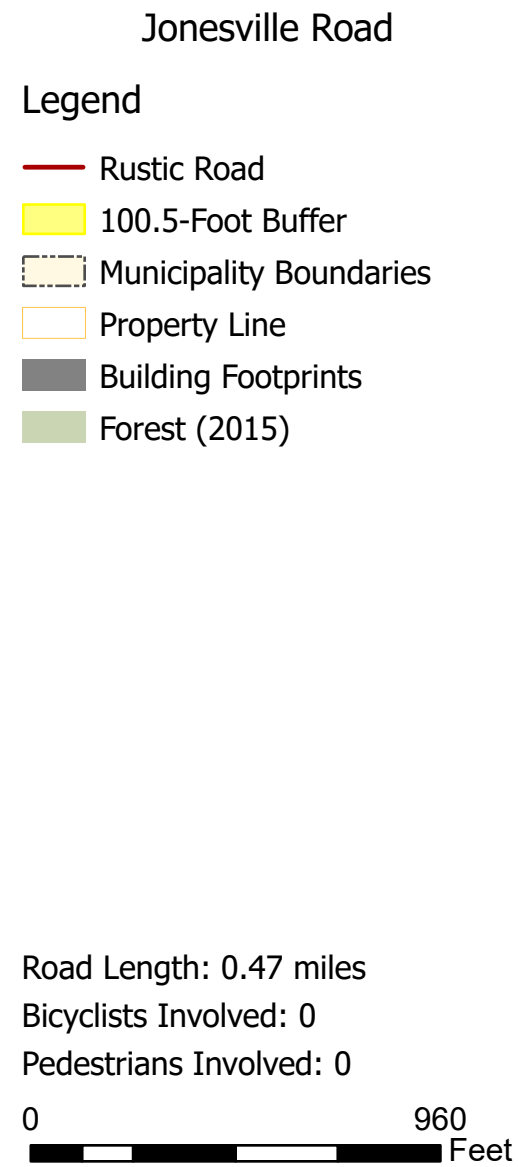 Jonesville Road
Legend
Rustic Road
100.5-Foot Buffer
Municipality Boundaries
Property Line
Building Footprints
Forest (2015)
Road Length: 0.47 miles
Bicyclists Involved: 0
Pedestrians Involved: 0
0 960
Feet